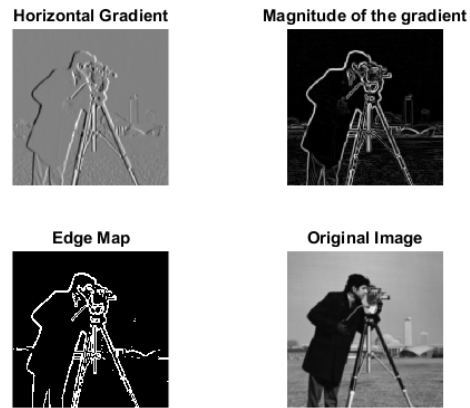 Horizontal Gradient
Magnitude of the gradient
Edge Map
Original Image